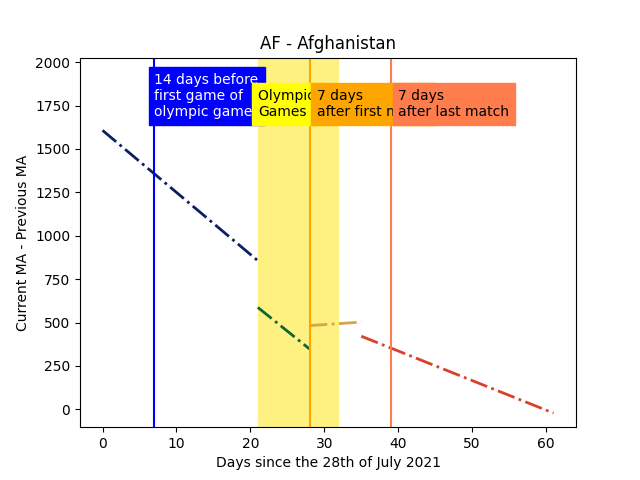 AF - Afghanistan
2000
1750
1500
1250
1000
750
500
250
0
Current MA - Previous MA
14 days before
first game of
olympic game
Olympic
Games
7 days
after first
7 days
after last match
0
10
20
30
40
50
60
Days since the 28th of July 2021